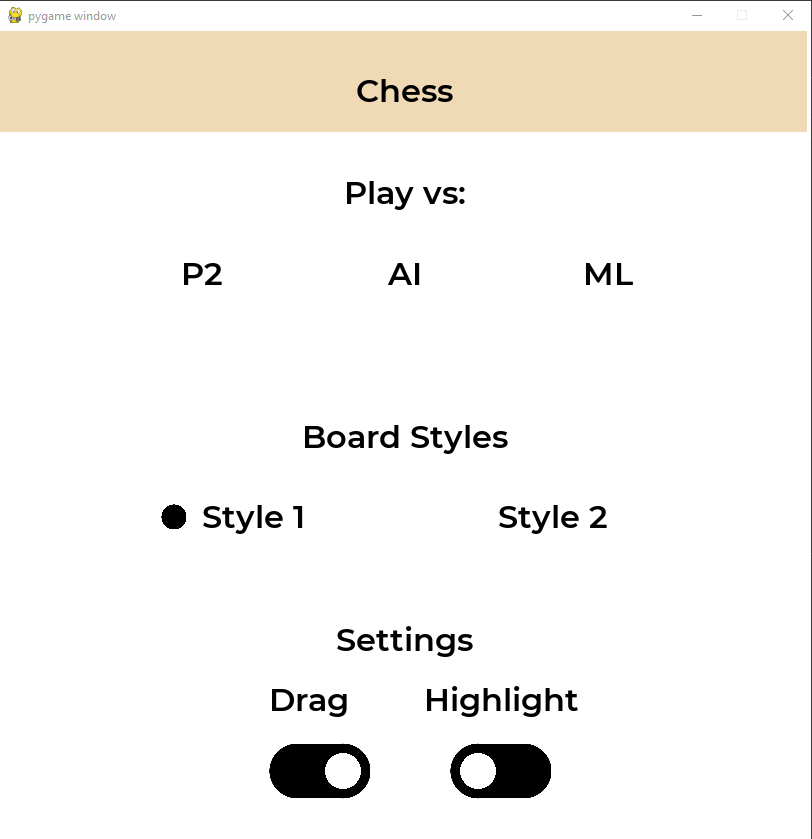 pygame window
Chess
Play vs:
P2 AI ML
Board Styles
Style 1 Style 2
Settings
Drag Highlight